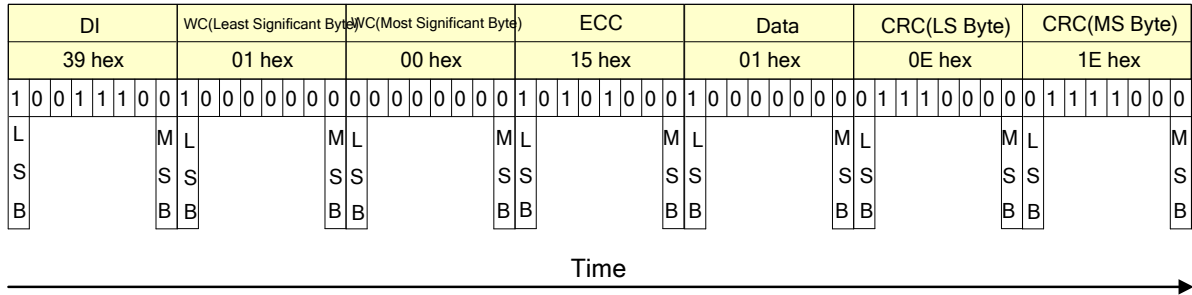 DI WC(Least Significant Byte) WC(Most Significant Byte) ECC Data CRC(LS Byte) CRC(MS Byte)
39 hex 01 hex 00 hex 15 hex 01 hex 0E hex 1E hex
1 0 0 1 1 1 0 0 1 0 0 0 0 0 0 0 0 0 0 0 0 0 0 0 1 0 1 0 1 0 0 0 1 0 0 0 0 0 0 0 0 1 1 1 0 0 0 0 0 1 1 1 1 0 0 0
L M L M L M L M L M L M L M
S S S S S S S S S S S S S S
B B B B B B B B B B B B B B
Time